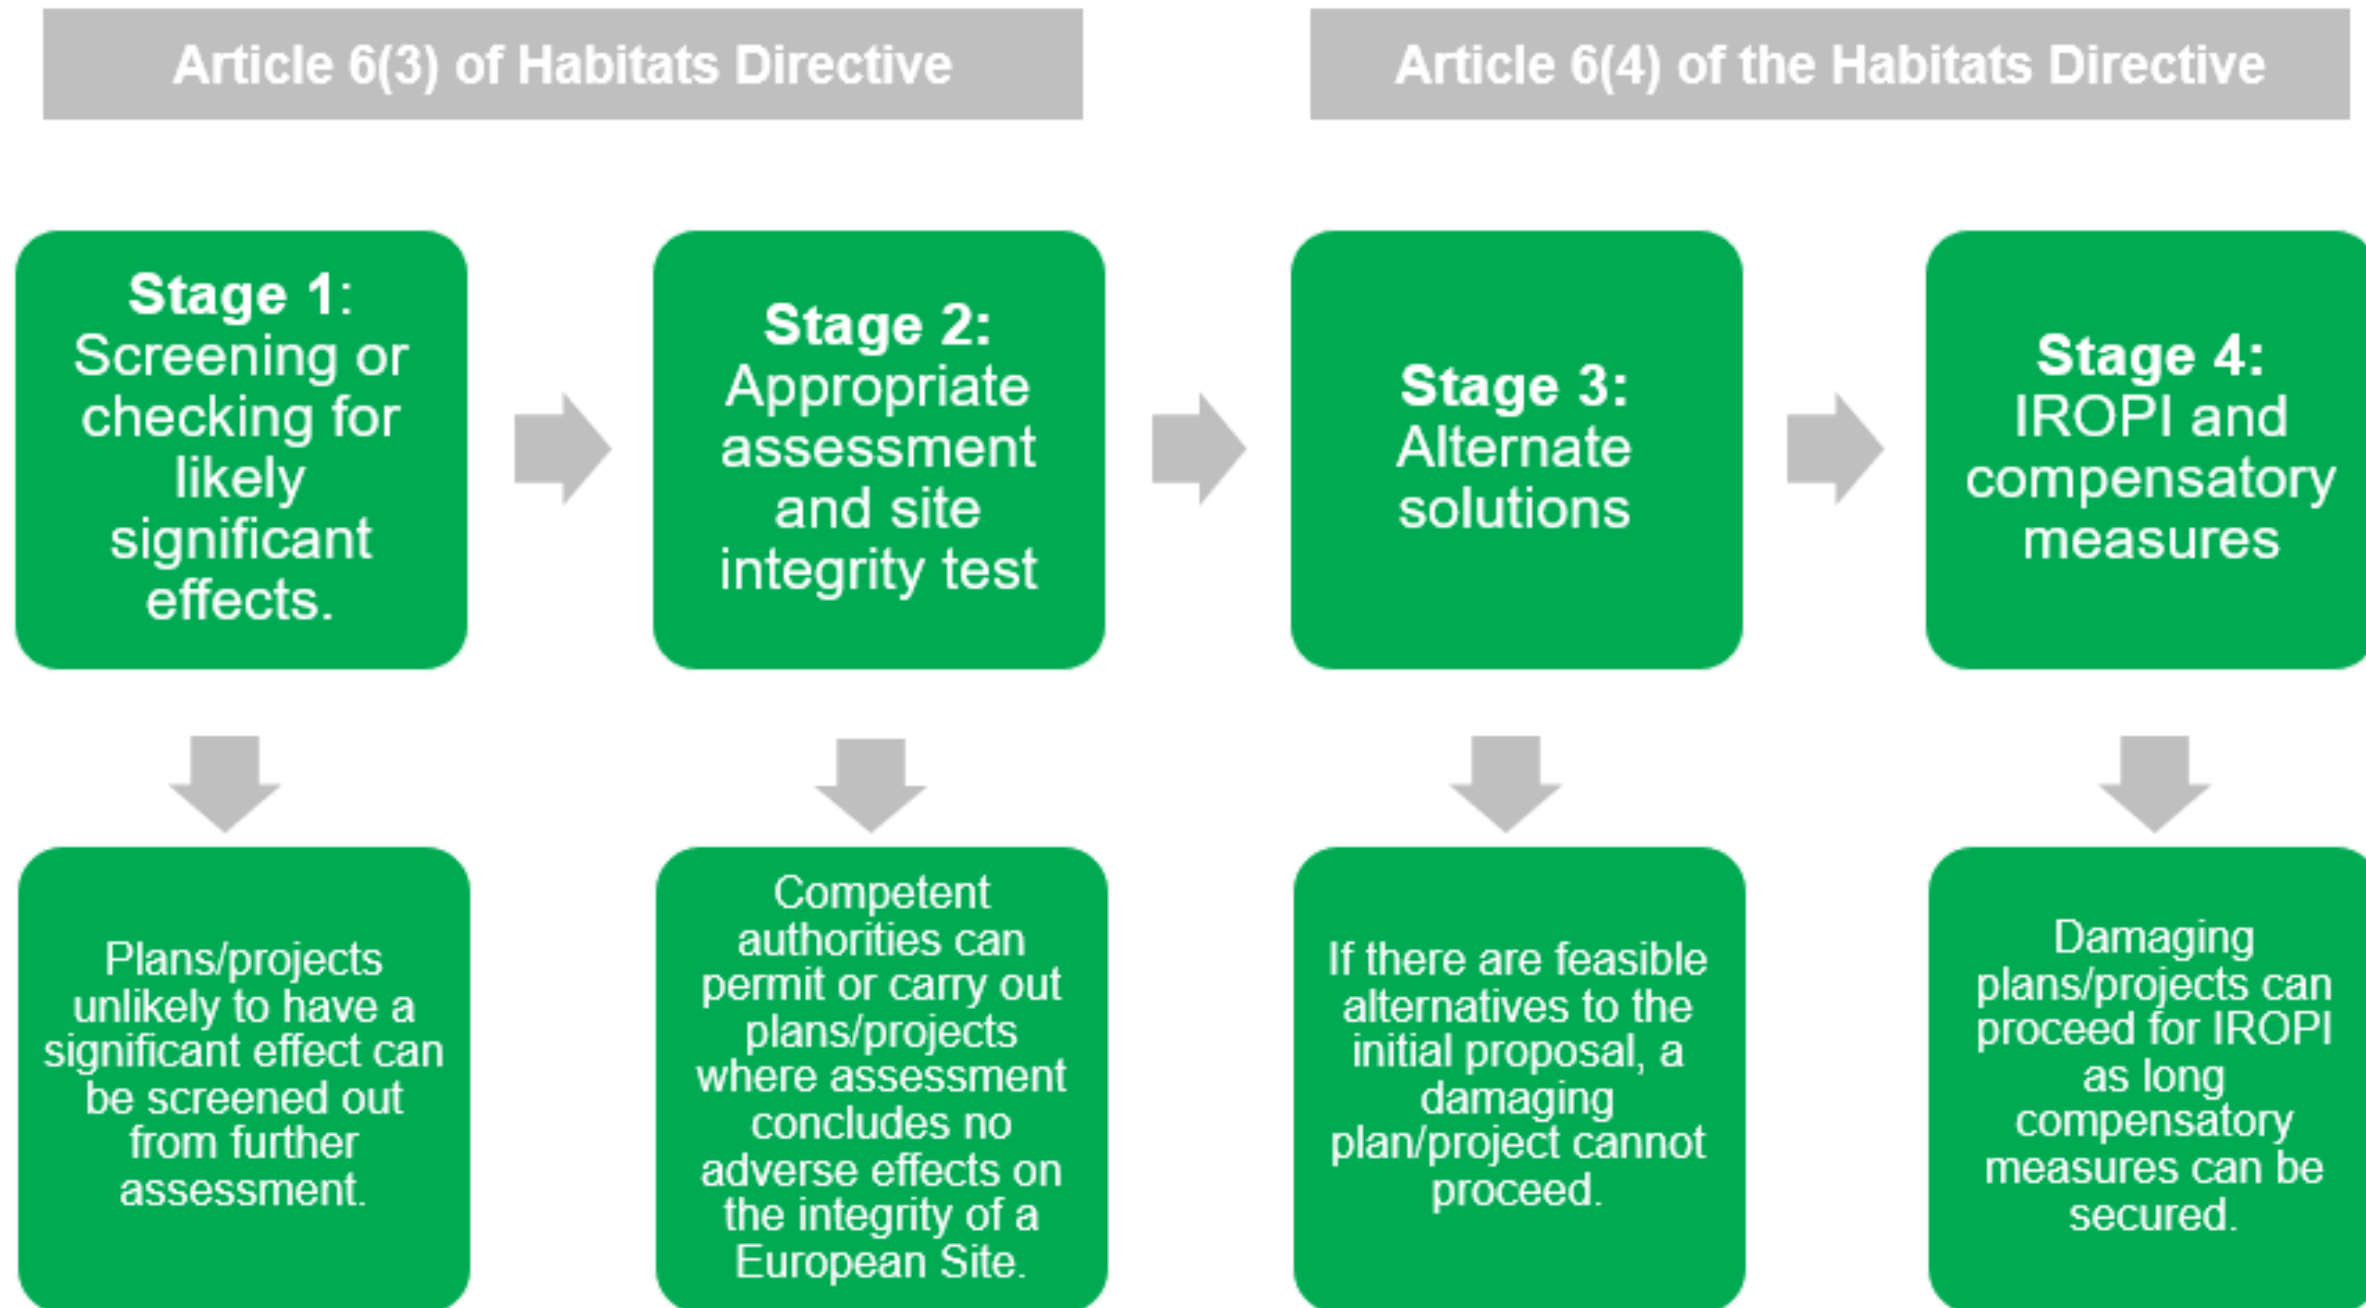 Article 6(3) of Habitats Directive
Article 6(4) of the Habitats Directive
Stage 1:
Screening or
checking for
likely
significant
effects.
Stage 2:
Appropriate
assessment
and site
integrity test
Stage 3:
Alternate
solutions
Stage 4:
IROPI and
compensatory
measures
Plans/projects
unlikely to have a
significant effect can
be screened out
from further
assessment.
Competent
authorities can
permit or carry out
plans/projects
where assessment
concludes no
adverse effects on
the integrity of a
European Site.
If there are feasible
alternatives to the
initial proposal, a
damaging
plan/project cannot
proceed.
Damaging
plans/projects can
proceed for IROPI
as long
compensatory
measures can be
secured.